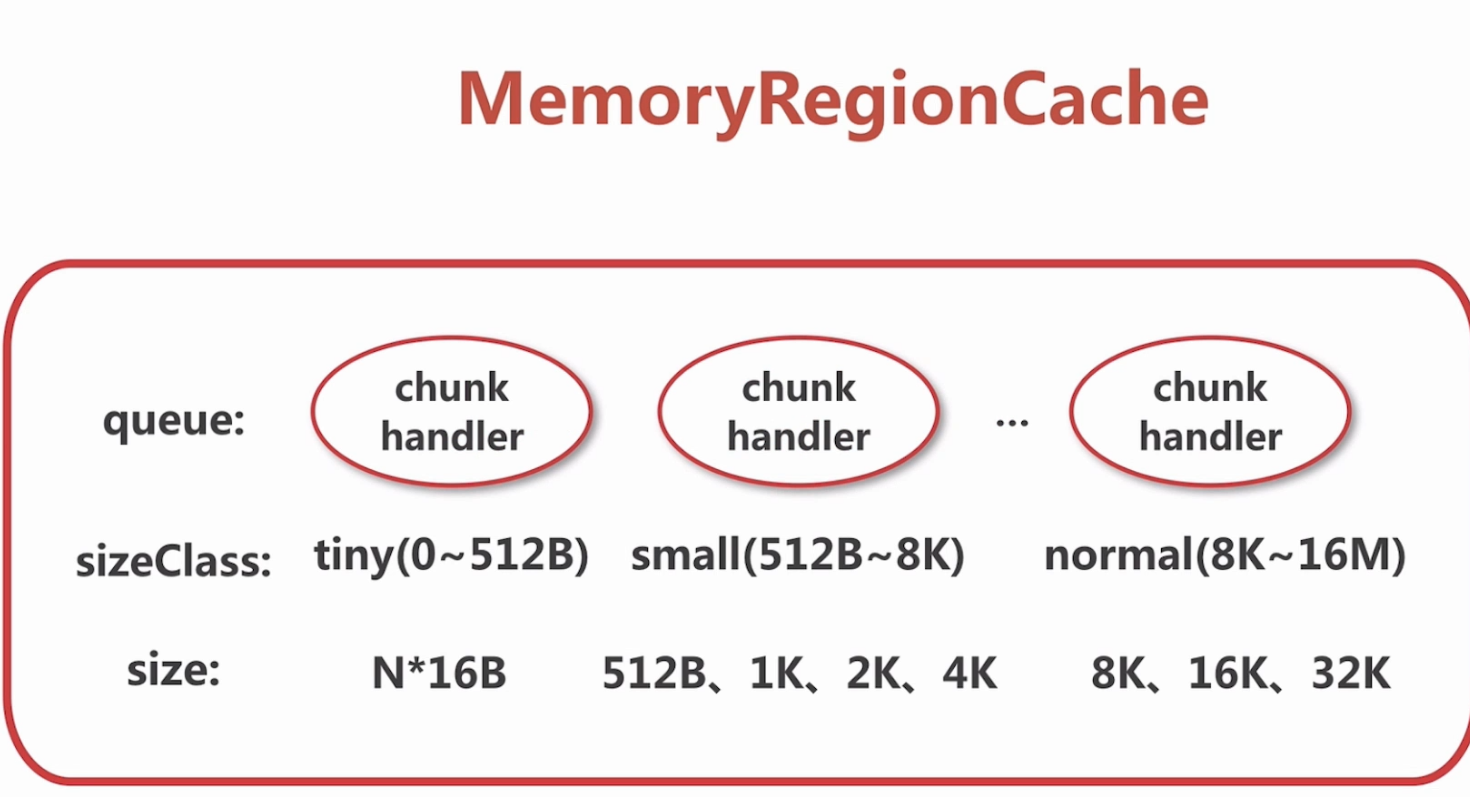 MemoryRegionCache
queue: chunk handler chunk handler ... chunk handler
sizeClass: tiny(0~512B) small(512B~8K) normal(8K~16M)
size: N*16B 512B、1K、2K、4K 8K、16K、32K